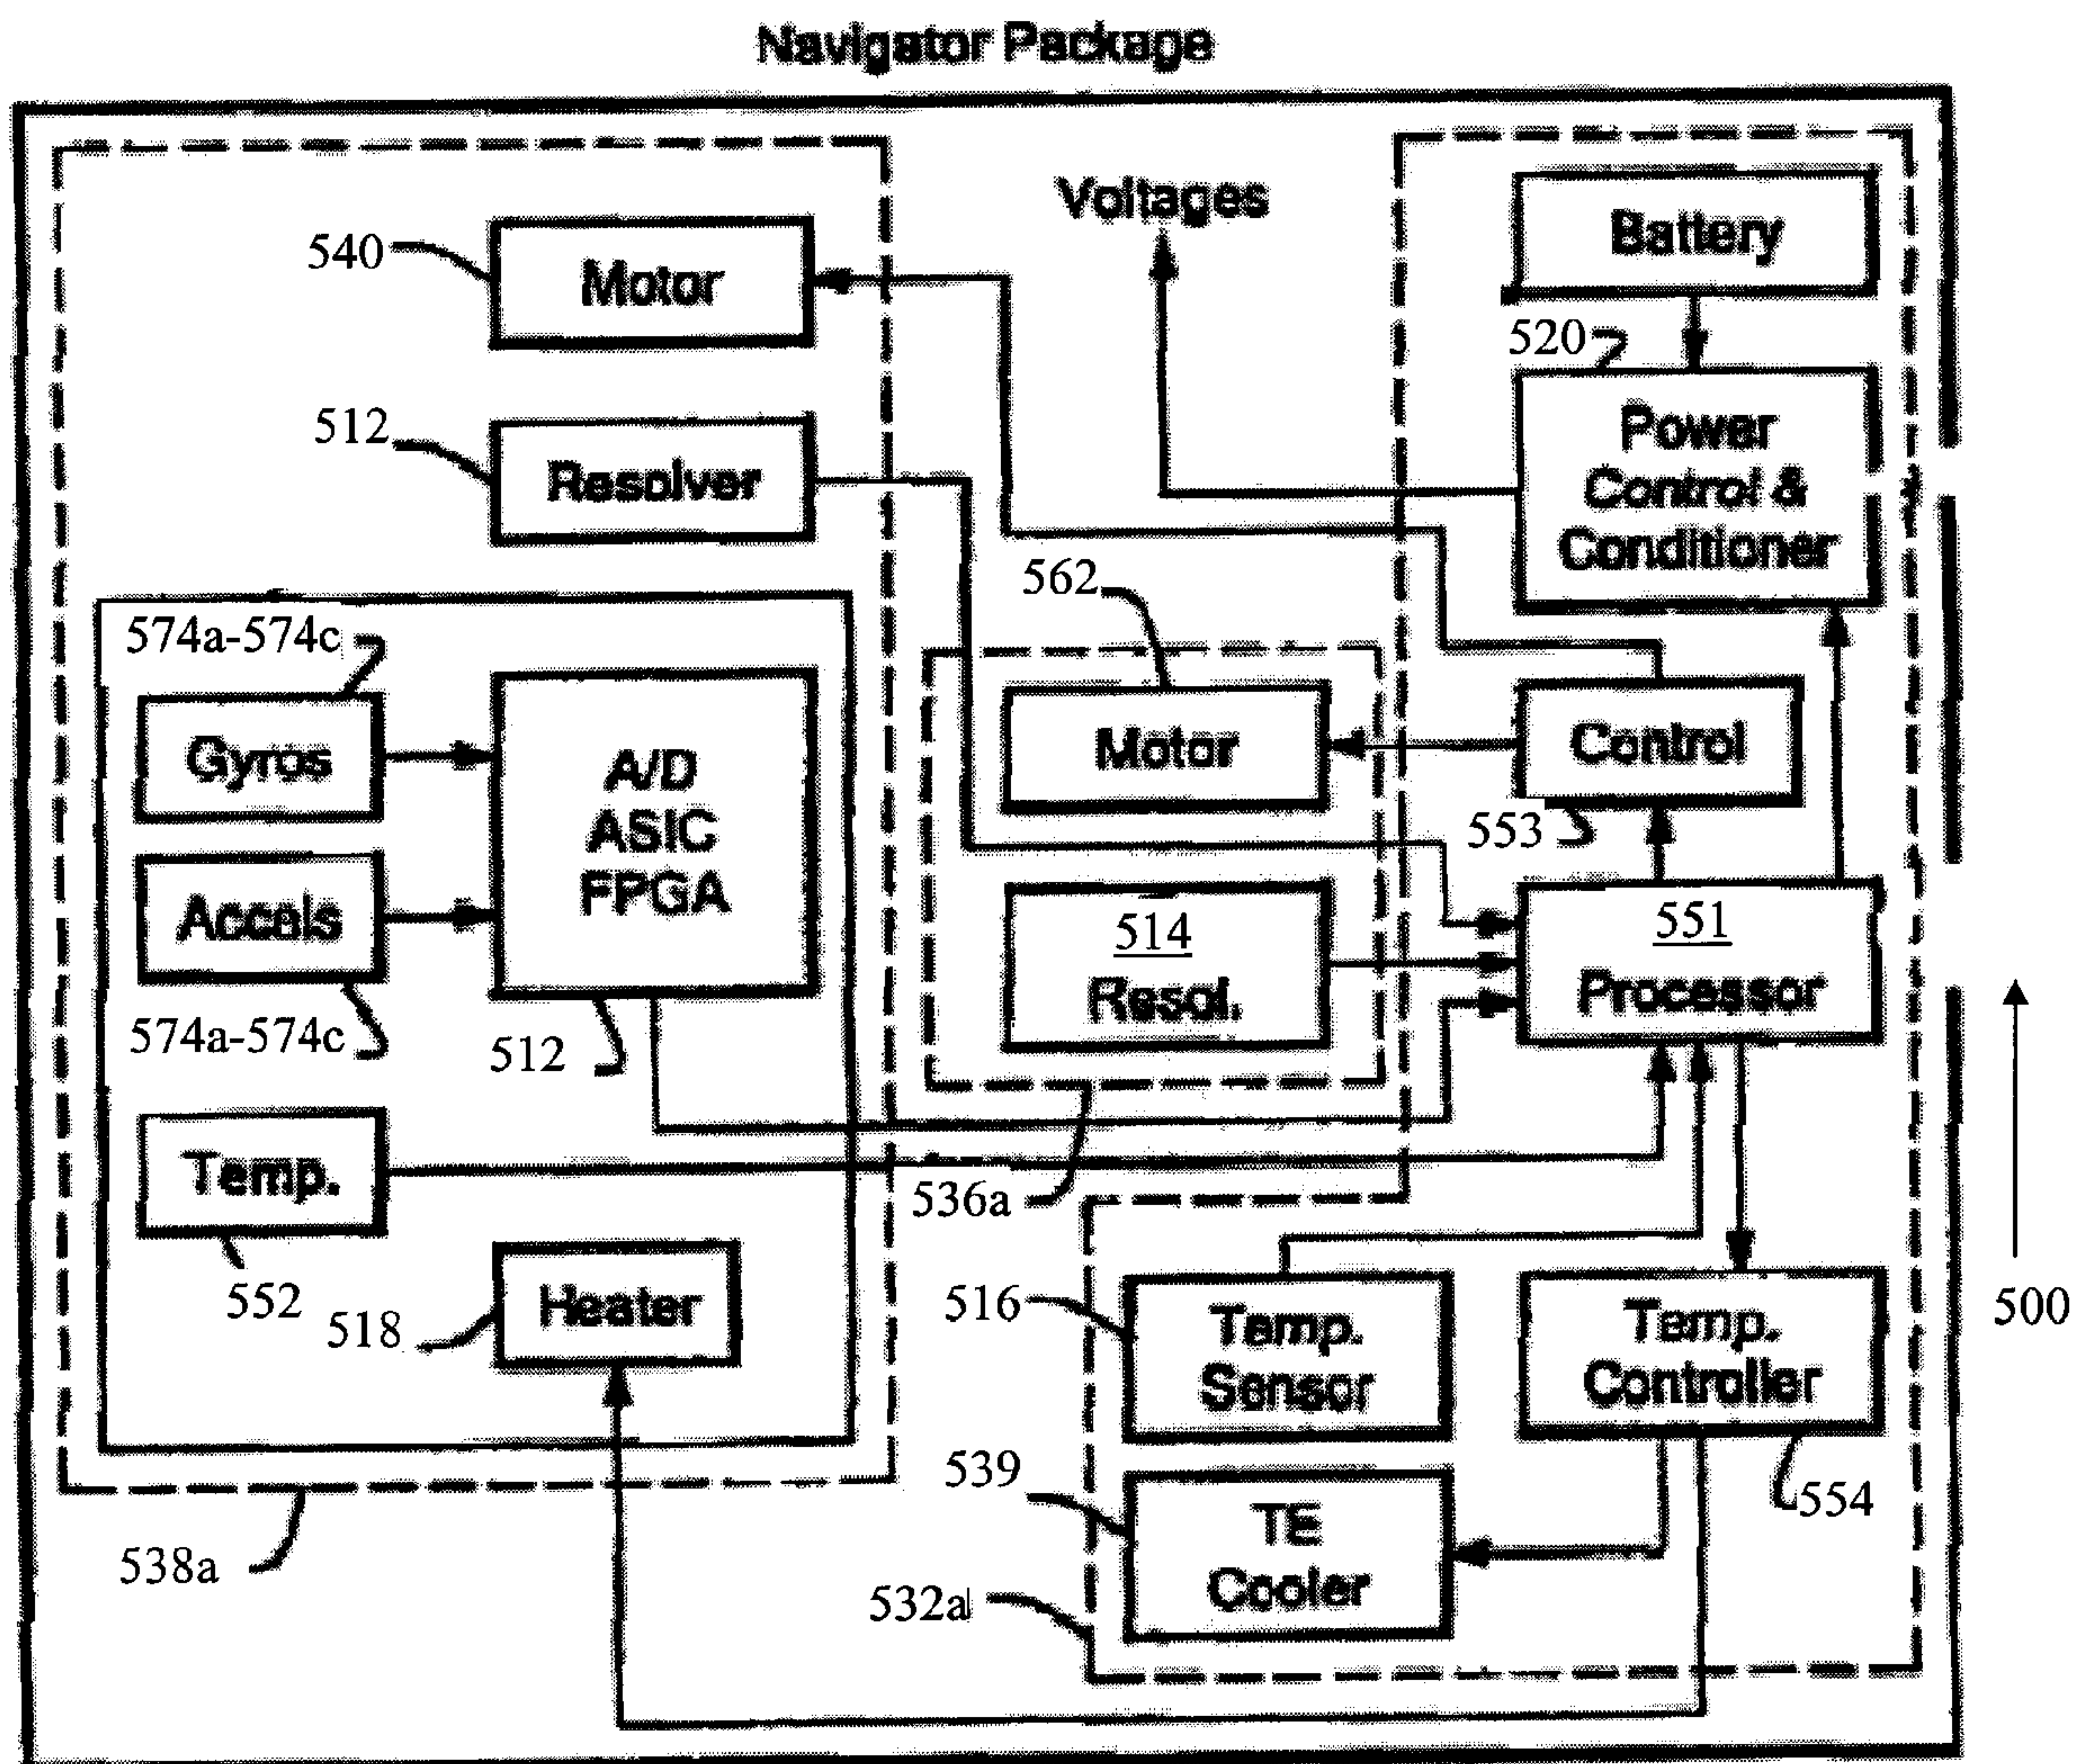 Navigator Package
Voltages
Battery
540
Motor
520
512
Resolver
Power
Control &
Conditioner
562
574a-574c
Gyros
A/D
ASIC
FPGA
Motor
Control
553
Accels
514
Resol.
551
Processor
574a-574c
512
Temp.
552
536a
518
Heater
516
Temp.
Sensor
Temp.
Controller
500
539
TE
Cooler
554
538a
532a